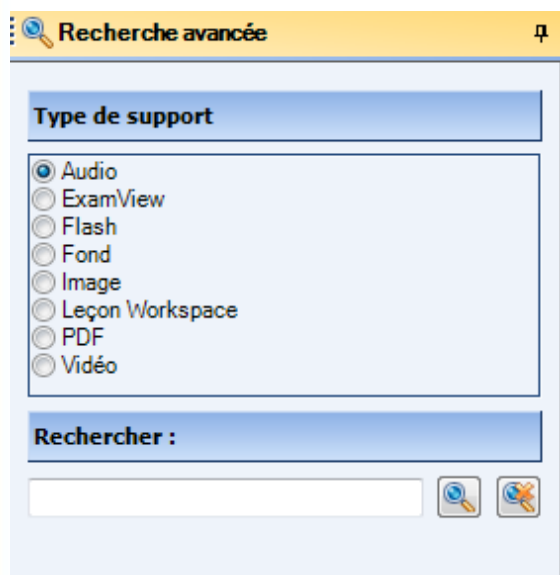 Recherche avancée
Type de support
Audio
ExamView
Flash
Fond
Image
Leçon Workspace
PDF
Vidéo
Rechercher :